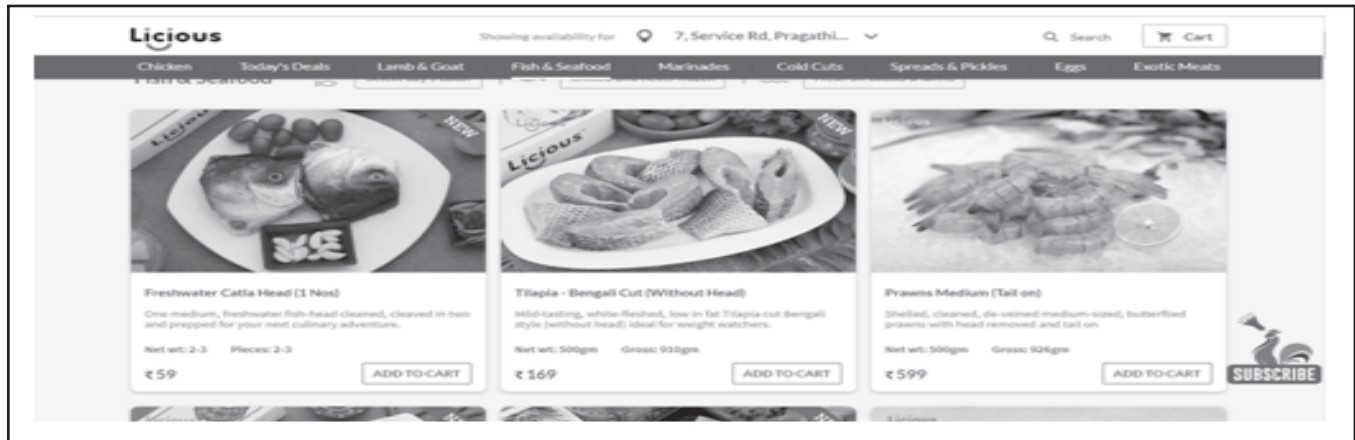 Licious
Showing availability for 7, Service Rd, Pragathi...
Search
Cart
Chicken Today's Deals Lamb & Goat Fish & Seafood Marinades Cold Cuts Spreads & Pickles Eggs Exotic Meats
Fish & Seafood
NEW
Licious
NEW
Licious
Licious
Freshwater Catla Head (1 Nos)
One medium, freshwater fish-head cleaned, cleaved in two
and prepped for your next culinary adventure.
Net wt: 2-3 Pieces: 2-3
₹ 59
ADD TO CART
Tilapia - Bengali Cut (Without Head)
Mild-tasting, white-fleshed, low in fat Tilapia cut Bengali
style (without head) ideal for weight watchers.
Net wt: 500gm Gross: 910gm
₹ 169
ADD TO CART
Prawns Medium (Tail on)
Shelled, cleaned, de-veined medium-sized, butterflied
prawns with head removed and tail on
Net wt: 500gm Gross: 926gm
₹ 599
ADD TO CART
SUBSCRIBE
Licious